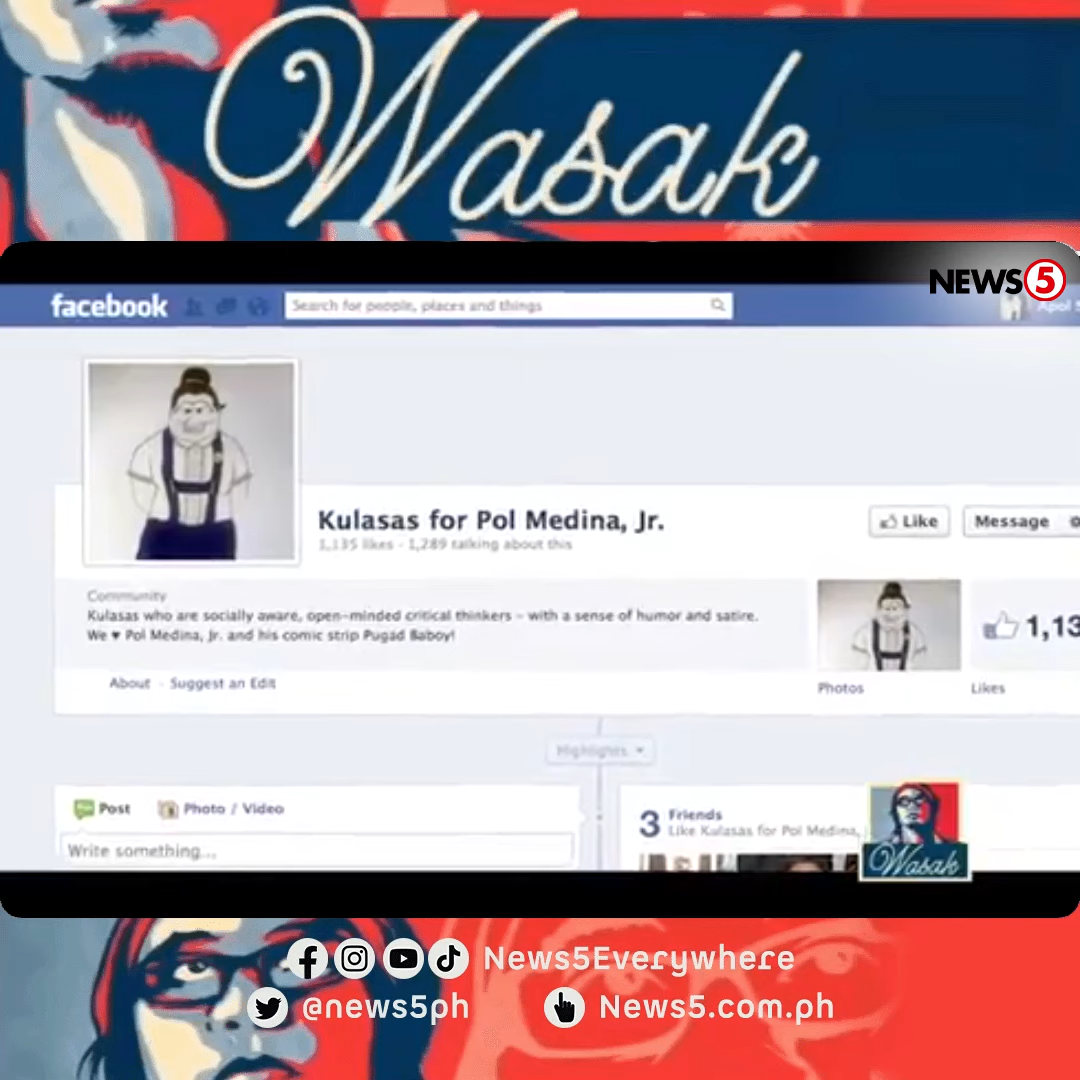 Wasak
NEWS5
facebook
Search for people, places and things
Kulasas for Pol Medina, Jr.
Like
Message
1,135 likes · 1,289 talking about this
Community
Kulasas who are socially aware, open-minded critical thinkers - with a sense of humor and satire.
We ♥ Pol Medina, Jr. and his comic strip Pugad Baboy!
1,13
About - Suggest an Edit
Photos
Likes
Highlights
Post
Photo / Video
Write something...
3 Friends
Like Kulasas for Pol Medina,
Wasak
News5Everywhere
@news5ph
News5.com.ph